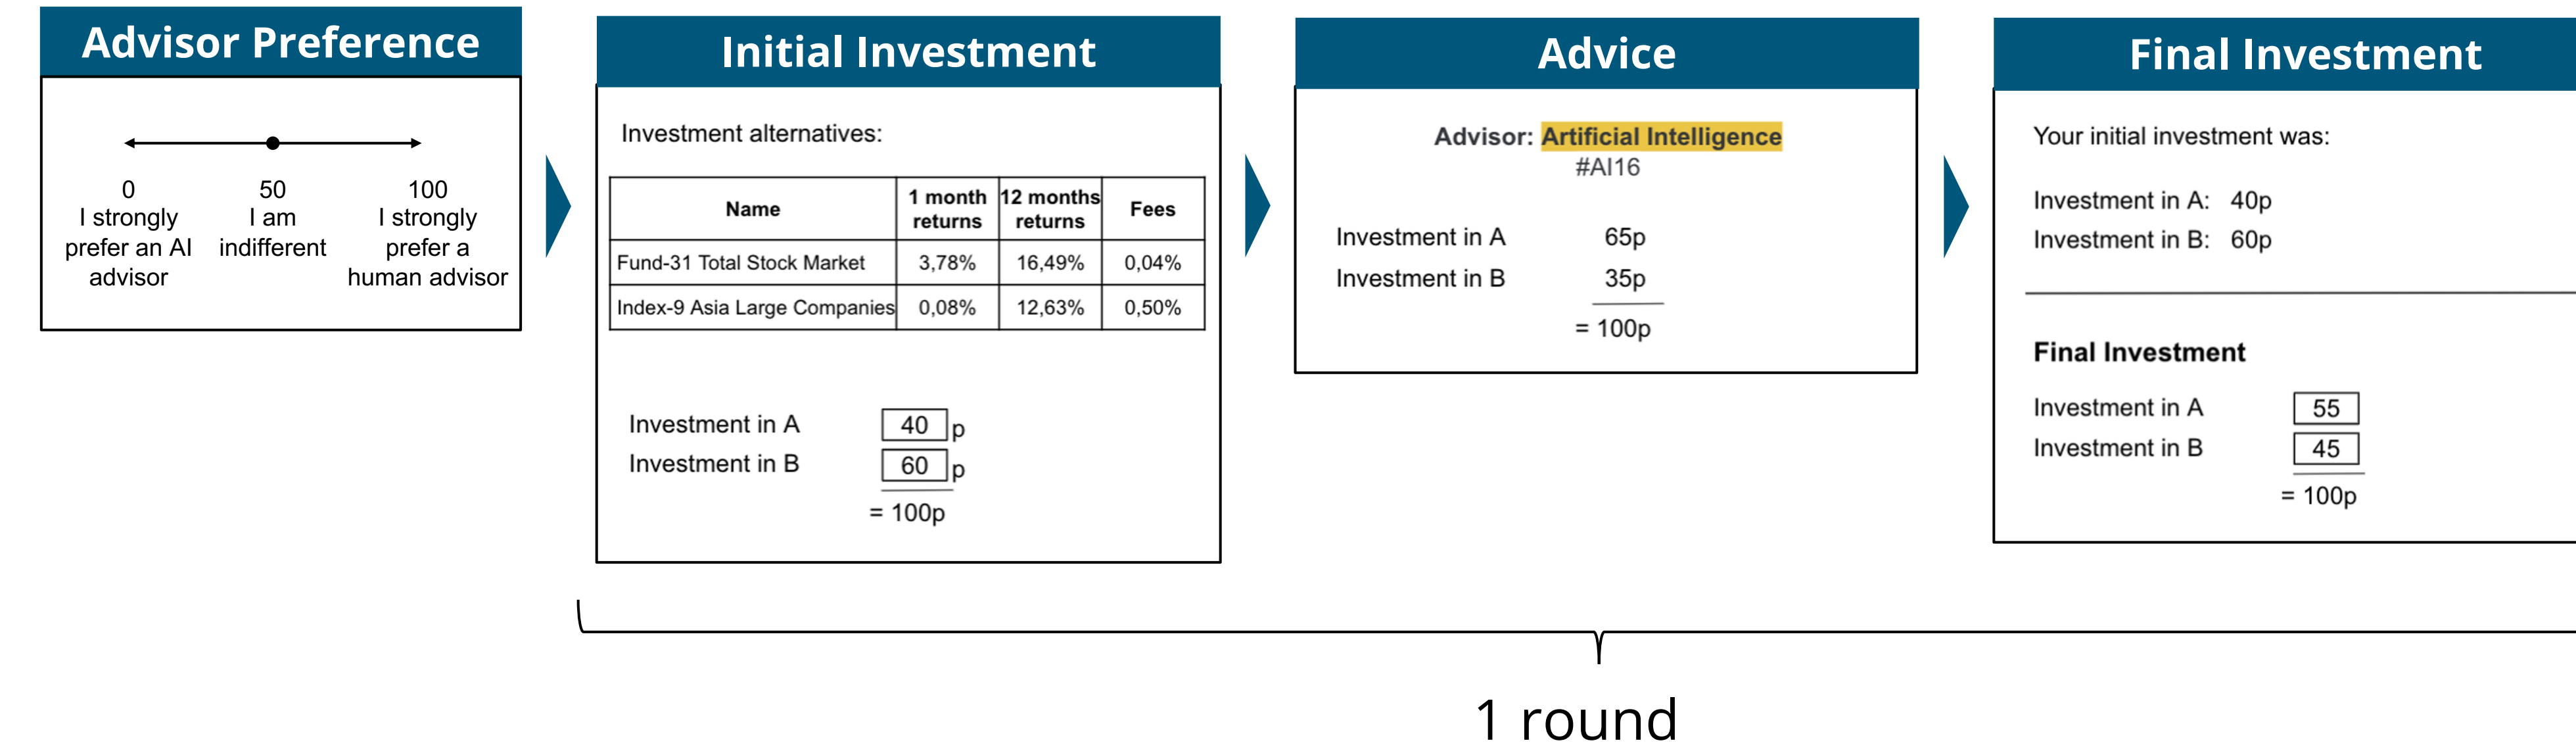 Advisor Preference
0 50 100
I strongly I am I strongly
prefer an AI indifferent prefer a
advisor human advisor
Initial Investment
Investment alternatives:
Name 1 month returns 12 months returns Fees
Fund-31 Total Stock Market 3,78% 16,49% 0,04%
Index-9 Asia Large Companies 0,08% 12,63% 0,50%
Investment in A 40 p
Investment in B 60 p
= 100p
Advice
Advisor: Artificial Intelligence
#AI16
Investment in A 65p
Investment in B 35p
= 100p
Final Investment
Your initial investment was:
Investment in A: 40p
Investment in B: 60p
Final Investment
Investment in A 55
Investment in B 45
= 100p
1 round